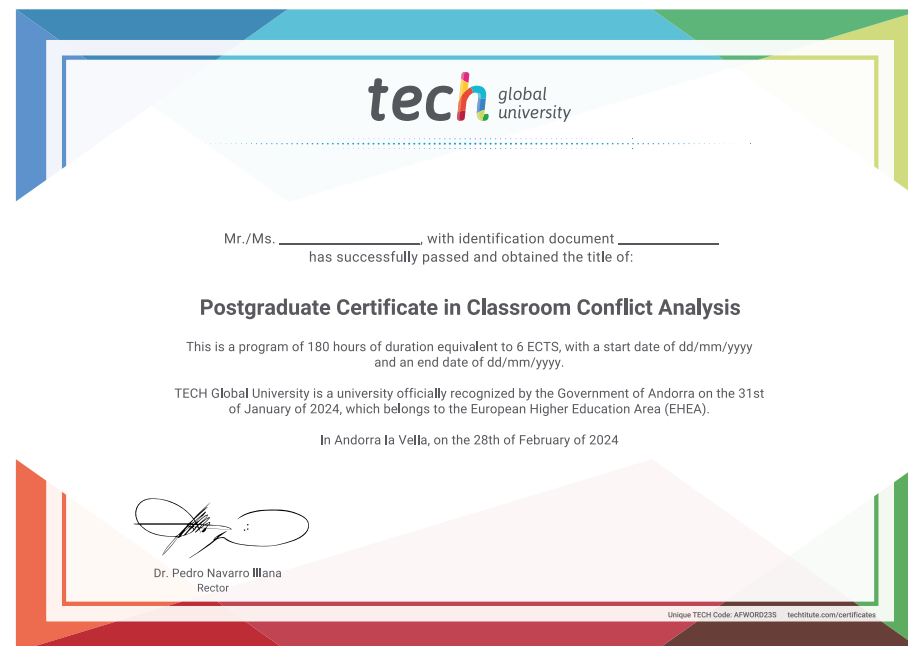 tech global university
Mr./Ms. ____________________, with identification document ______________
has successfully passed and obtained the title of:
Postgraduate Certificate in Classroom Conflict Analysis
This is a program of 180 hours of duration equivalent to 6 ECTS, with a start date of dd/mm/yyyy
and an end date of dd/mm/yyyy.
TECH Global University is a university officially recognized by the Government of Andorra on the 31st
of January of 2024, which belongs to the European Higher Education Area (EHEA).
In Andorra la Vella, on the 28th of February of 2024
Dr. Pedro Navarro Illana
Rector
Unique TECH Code: AFWORD23S techtitute.com/certificates